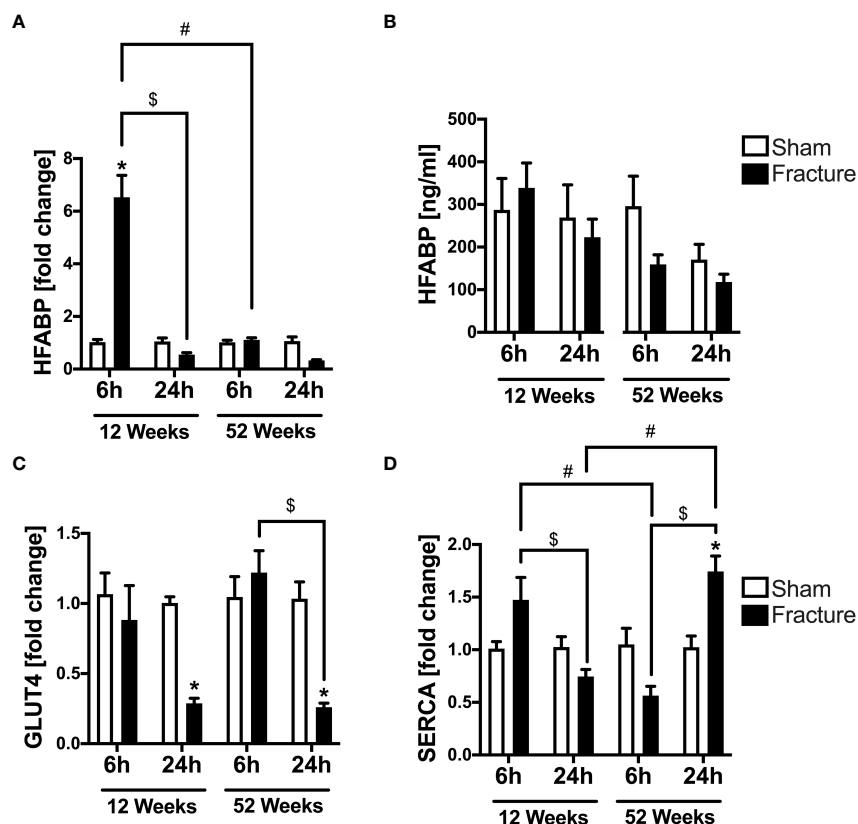 A
#
$
*
HFABP [fold change]
8
6
4
2
0
6h 24h 6h 24h
12 Weeks 52 Weeks
B
HFABP [ng/ml]
500
400
300
200
100
0
6h 24h 6h 24h
12 Weeks 52 Weeks
Sham
Fracture
C
$
GLUT4 [fold change]
1.5
1.0
0.5
0.0
* *
6h 24h 6h 24h
12 Weeks 52 Weeks
D
#
#
$
$
*
SERCA [fold change]
2.0
1.5
1.0
0.5
0.0
6h 24h 6h 24h
12 Weeks 52 Weeks
Sham
Fracture